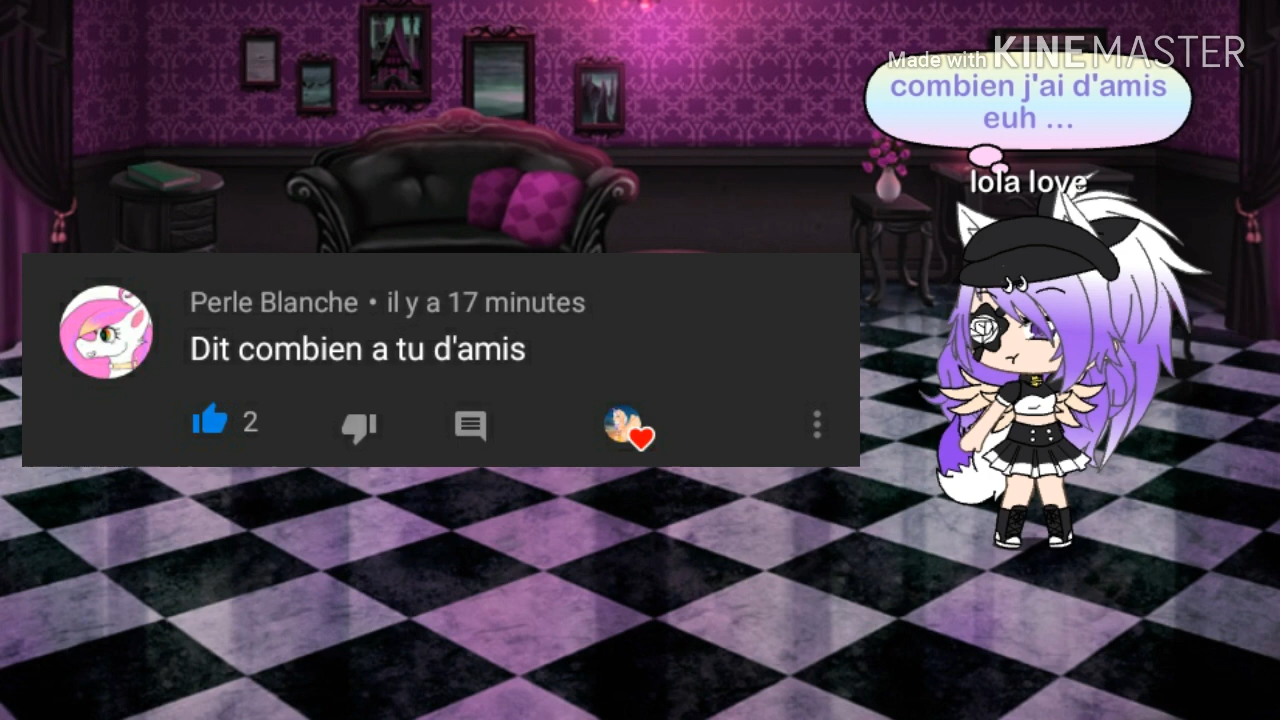 Made with KINEMASTER
combien j'ai d'amis
euh ...
lola love
Perle Blanche • il y a 17 minutes
Dit combien a tu d'amis
2